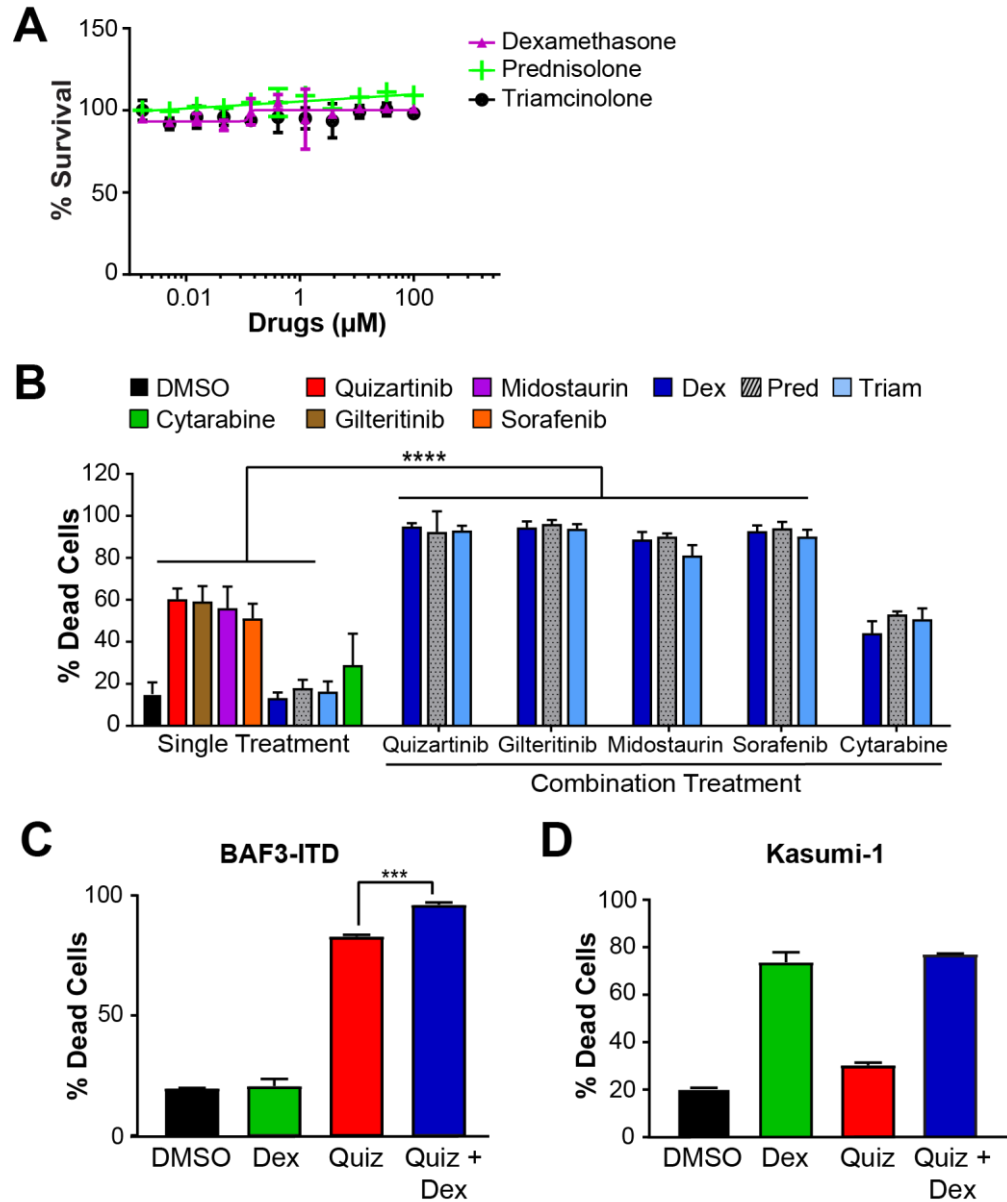 A
150
100
50
0
% Survival
0.01 1 100
Drugs (µM)
Dexamethasone
Prednisolone
Triamcinolone
B
DMSO Quizartinib Midostaurin Dex Pred Triam
Cytarabine Gilteritinib Sorafenib
****
120
100
80
60
40
20
0
% Dead Cells
Single Treatment
Quizartinib Gilteritinib Midostaurin Sorafenib Cytarabine
Combination Treatment
C
BAF3-ITD
***
100
50
0
% Dead Cells
DMSO Dex Quiz Quiz +
Dex
D
Kasumi-1
100
80
60
40
20
0
% Dead Cells
DMSO Dex Quiz Quiz +
Dex